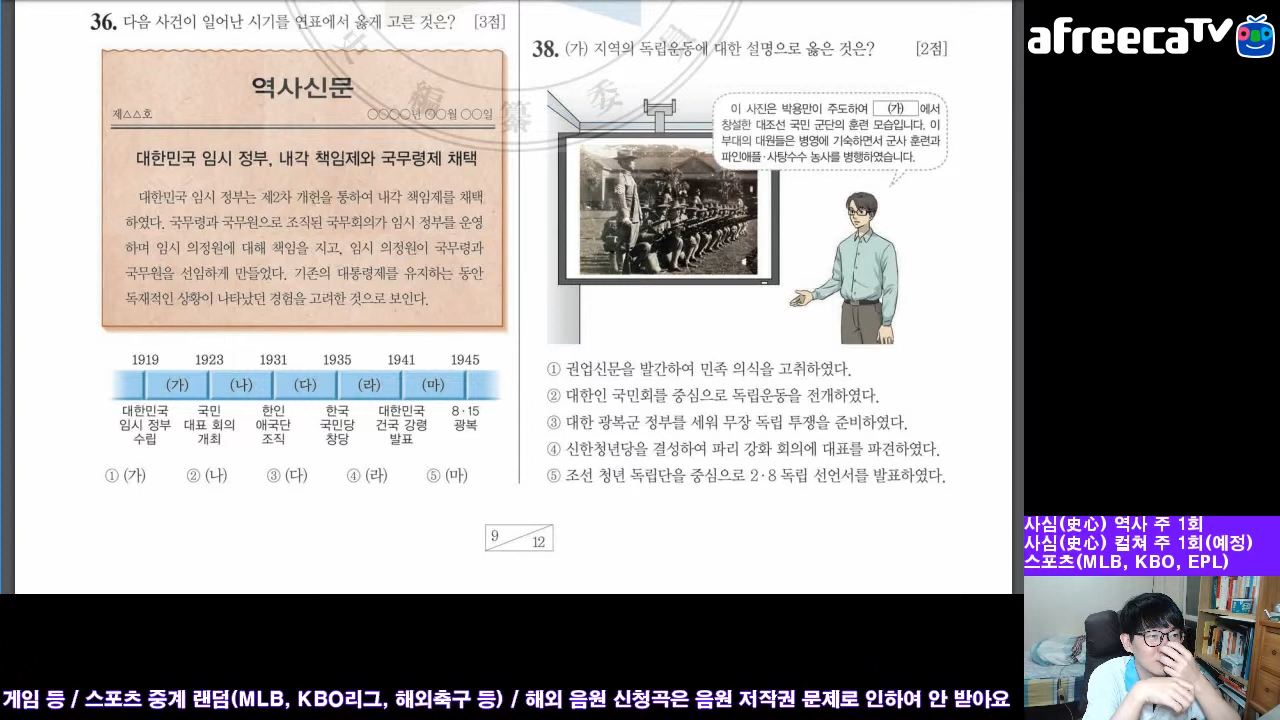 36. 다음 사건이 일어난 시기를 연표에서 옳게 고른 것은? [3점]
역사신문
제△△호 ○○○○년 ○○월 ○○일
대한민국 임시 정부, 내각 책임제와 국무령제 채택
대한민국 임시 정부는 제2차 개헌을 통하여 내각 책임제를 채택
하였다. 국무령과 국무원으로 조직된 국무회의가 임시 정부를 운영
하며 임시 의정원에 대해 책임을 지고, 임시 의정원이 국무령과
국무원을 선임하게 만들었다. 기존의 대통령제를 유지하는 동안
독재적인 상황이 나타났던 경험을 고려한 것으로 보인다.
1919 1923 1931 1935 1941 1945
(가) (나) (다) (라) (마)
대한민국 국민 한인 한국 대한민국 8·15
임시 정부 대표 회의 애국단 국민당 건국 강령 광복
수립 개최 조직 창당 발표
① (가) ② (나) ③ (다) ④ (라) ⑤ (마)
38. (가) 지역의 독립운동에 대한 설명으로 옳은 것은? [2점]
이 사진은 박용만이 주도하여 (가) 에서
창설한 대조선 국민 군단의 훈련 모습입니다. 이
부대의 대원들은 병영에 기숙하면서 군사 훈련과
파인애플·사탕수수 농사를 병행하였습니다.
① 권업신문을 발간하여 민족 의식을 고취하였다.
② 대한인 국민회를 중심으로 독립운동을 전개하였다.
③ 대한 광복군 정부를 세워 무장 독립 투쟁을 준비하였다.
④ 신한청년당을 결성하여 파리 강화 회의에 대표를 파견하였다.
⑤ 조선 청년 독립단을 중심으로 2·8 독립 선언서를 발표하였다.
9 12
afreecaTV
사심(史心) 역사 주 1회
사심(史心) 컬쳐 주 1회(예정)
스포츠(MLB, KBO, EPL)
게임 등 / 스포츠 중계 랜덤(MLB, KBO리그, 해외축구 등) / 해외 음원 신청곡은 음원 저작권 문제로 인하여 안 받아요